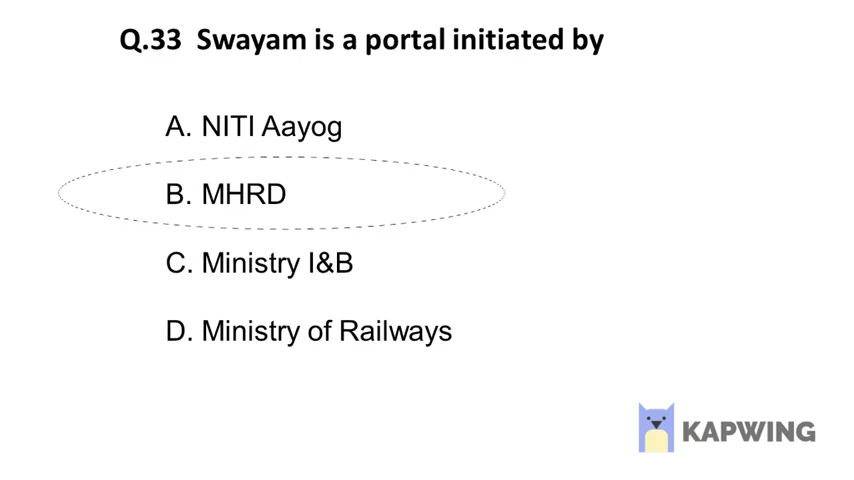 Q.33 Swayam is a portal initiated by
A. NITI Aayog
B. MHRD
C. Ministry I&B
D. Ministry of Railways
KAPWING